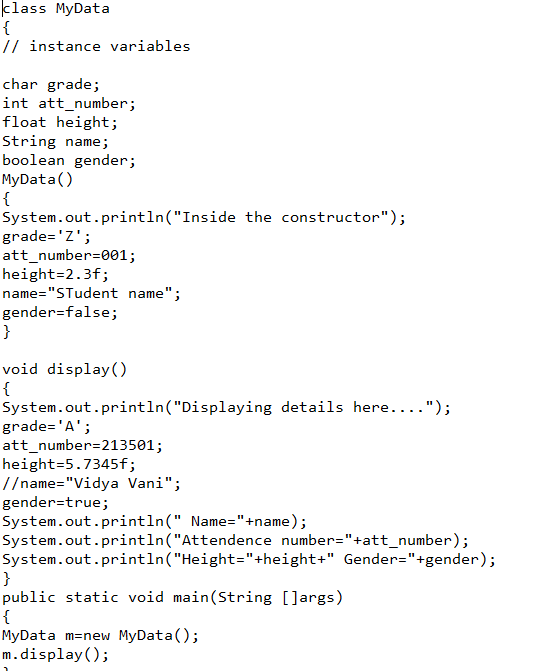 class MyData
{
// instance variables
char grade;
int att_number;
float height;
String name;
boolean gender;
MyData()
{
System.out.println("Inside the constructor");
grade='Z';
att_number=001;
height=2.3f;
name="STudent name";
gender=false;
}
void display()
{
System.out.println("Displaying details here....");
grade='A';
att_number=213501;
height=5.7345f;
//name="Vidya Vani";
gender=true;
System.out.println(" Name="+name);
System.out.println("Attendence number="+att_number);
System.out.println("Height="+height+" Gender="+gender);
}
public static void main(String []args)
{
MyData m=new MyData();
m.display();
}